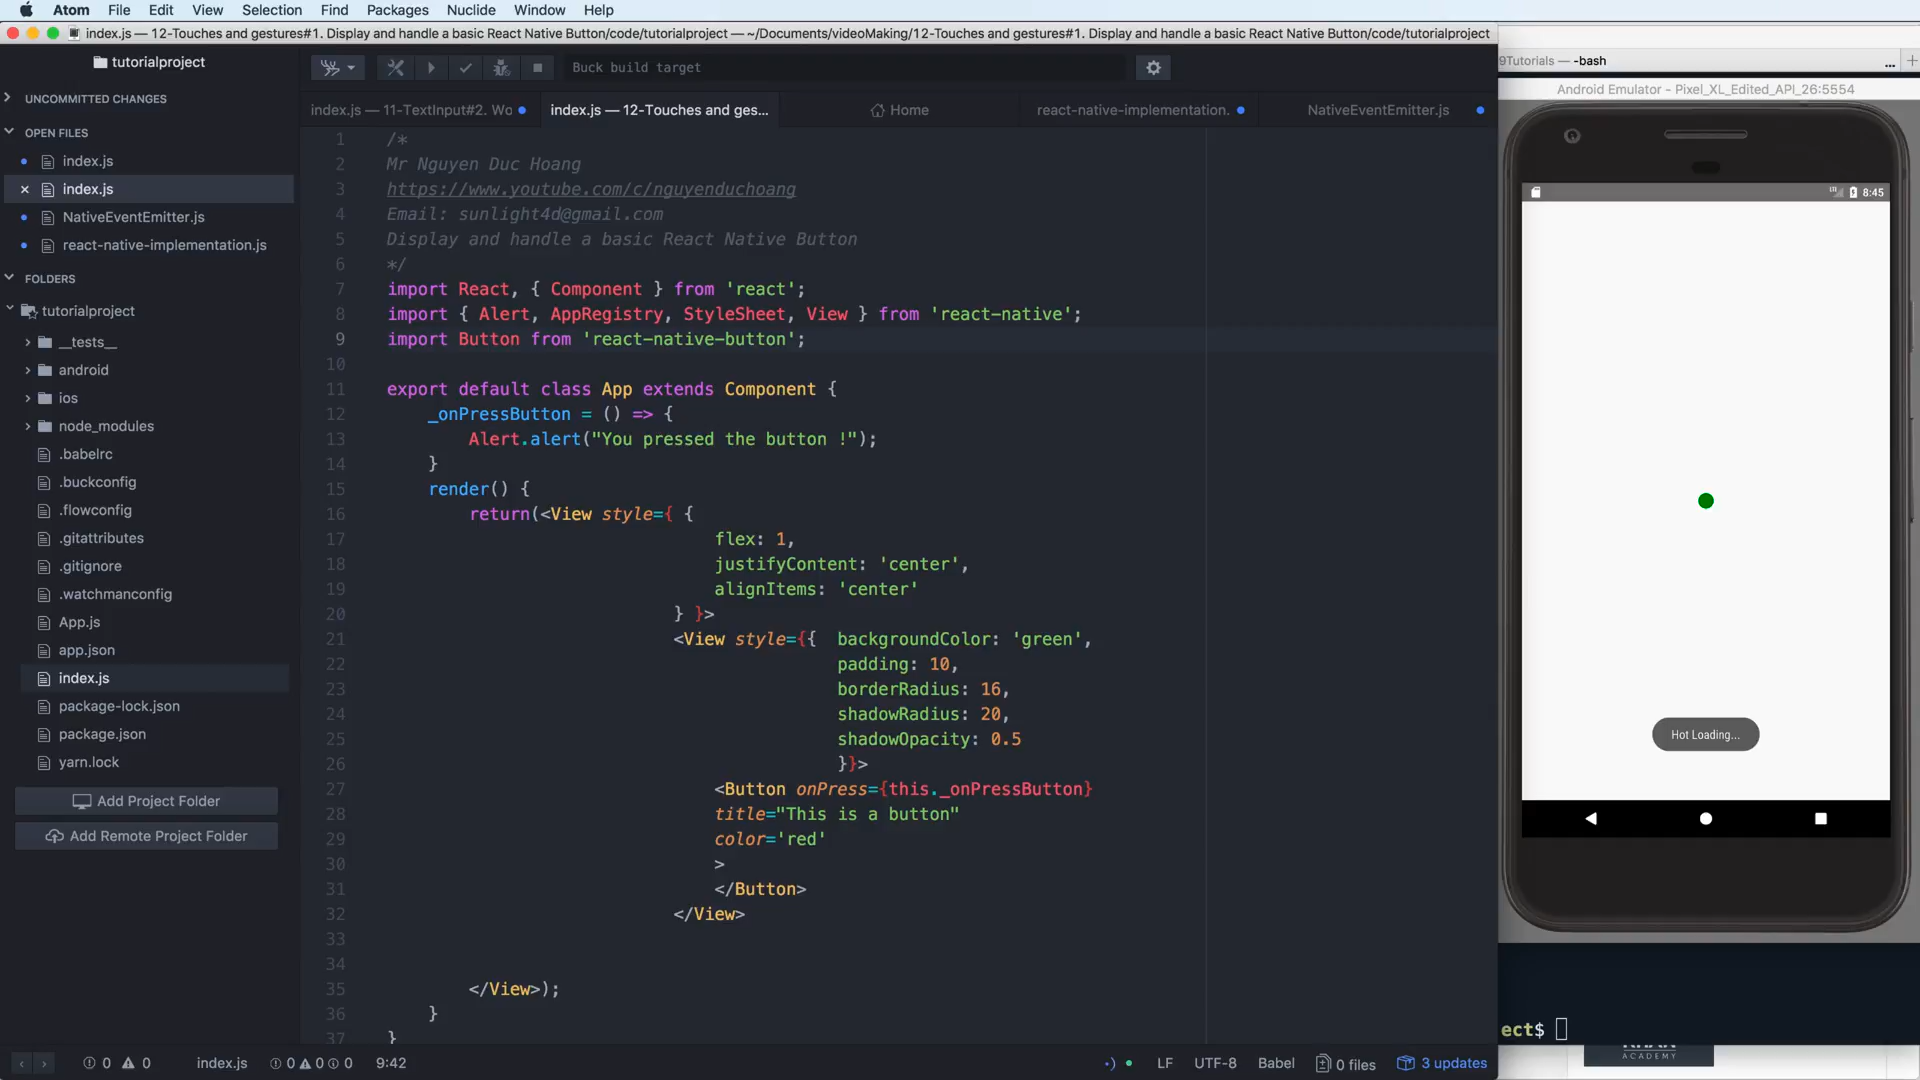 Atom File Edit View Selection Find Packages Nuclide Window Help
index.js — 12-Touches and gestures#1. Display and handle a basic React Native Button/code/tutorialproject — ~/Documents/videoMaking/12-Touches and gestures#1. Display and handle a basic React Native Button/code/tutorialproject
tutorialproject
Buck build target
index.js — 11-TextInput#2. Wo
index.js — 12-Touches and ges...
Home
react-native-implementation.
NativeEventEmitter.js
UNCOMMITTED CHANGES
OPEN FILES
index.js
index.js
NativeEventEmitter.js
react-native-implementation.js
FOLDERS
tutorialproject
__tests__
android
ios
node_modules
.babelrc
.buckconfig
.flowconfig
.gitattributes
.gitignore
.watchmanconfig
App.js
app.json
index.js
package-lock.json
package.json
yarn.lock
Add Project Folder
Add Remote Project Folder
1 /*
2 Mr Nguyen Duc Hoang
3 https://www.youtube.com/c/nguyenduchoang
4 Email: sunlight4d@gmail.com
5 Display and handle a basic React Native Button
6 */
7 import React, { Component } from 'react';
8 import { Alert, AppRegistry, StyleSheet, View } from 'react-native';
9 import Button from 'react-native-button';
10
11 export default class App extends Component {
12 _onPressButton = () => {
13 Alert.alert("You pressed the button !");
14 }
15 render() {
16 return(<View style={ {
17 flex: 1,
18 justifyContent: 'center',
19 alignItems: 'center'
20 } }>
21 <View style={{ backgroundColor: 'green',
22 padding: 10,
23 borderRadius: 16,
24 shadowRadius: 20,
25 shadowOpacity: 0.5
26 }}>
27 <Button onPress={this._onPressButton}
28 title="This is a button"
29 color='red'
30 >
31 </Button>
32 </View>
33
34
35 </View>);
36 }
37 }
0 0 index.js 0 0 0 9:42 LF UTF-8 Babel 0 files 3 updates
9Tutorials — -bash ...
Android Emulator - Pixel_XL_Edited_API_26:5554
8:45
Hot Loading...
ect$
KHAN
ACADEMY